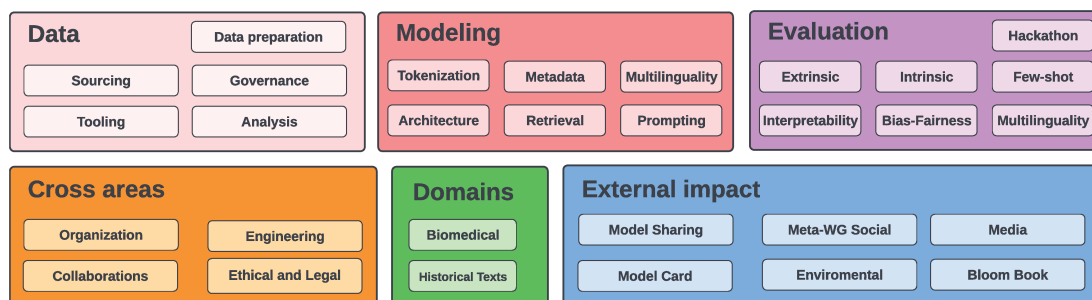 Data
Data preparation
Sourcing
Governance
Tooling
Analysis
Modeling
Tokenization
Metadata
Multilinguality
Architecture
Retrieval
Prompting
Evaluation
Hackathon
Extrinsic
Intrinsic
Few-shot
Interpretability
Bias-Fairness
Multilinguality
Cross areas
Organization
Engineering
Collaborations
Ethical and Legal
Domains
Biomedical
Historical Texts
External impact
Model Sharing
Meta-WG Social
Media
Model Card
Enviromental
Bloom Book